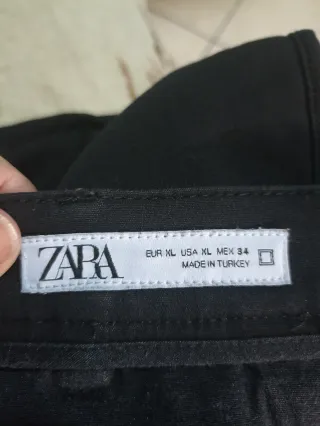 ZARA
EUR XL USA XL MEX 34
MADE IN TURKEY